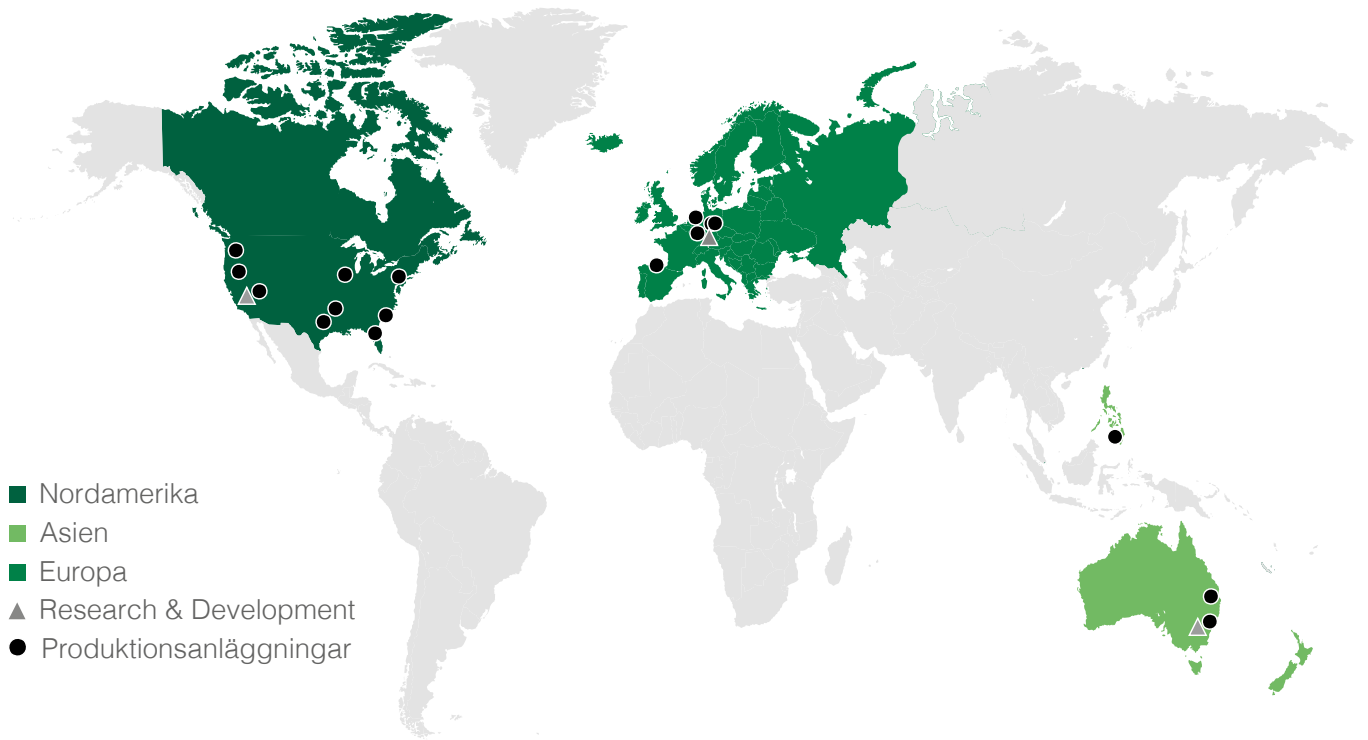 Nordamerika
Asien
Europa
Research & Development
Produktionsanläggningar